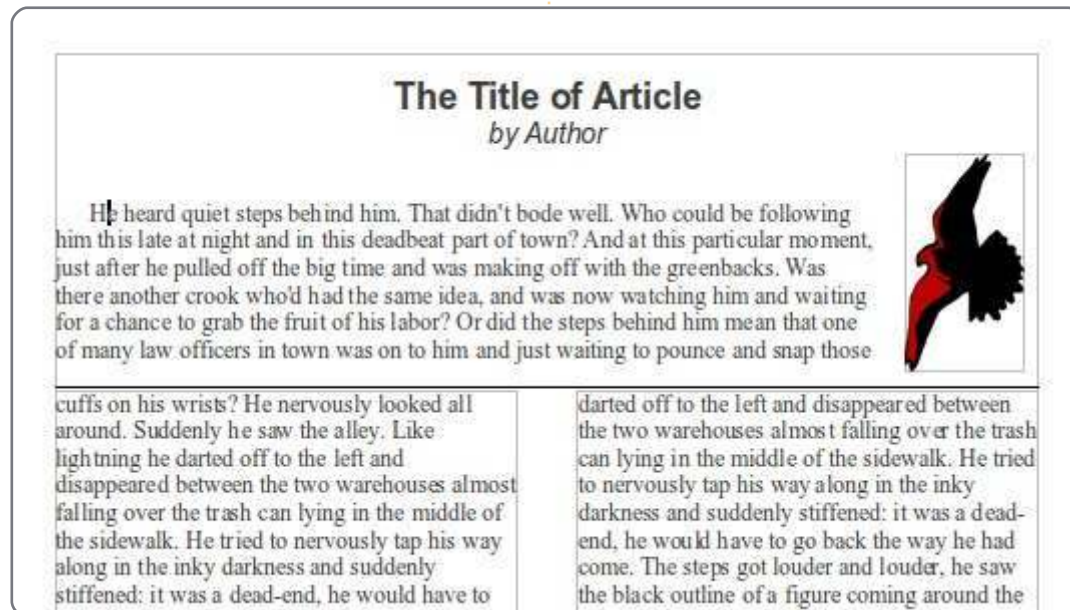 The Title of Article
by Author
He heard quiet steps behind him. That didn't bode well. Who could be following
him this late at night and in this deadbeat part of town? And at this particular moment,
just after he pulled off the big time and was making off with the greenbacks. Was
there another crook who'd had the same idea, and was now watching him and waiting
for a chance to grab the fruit of his labor? Or did the steps behind him mean that one
of many law officers in town was on to him and just waiting to pounce and snap those
cuffs on his wrists? He nervously looked all
around. Suddenly he saw the alley. Like
lightning he darted off to the left and
disappeared between the two warehouses almost
falling over the trash can lying in the middle of
the sidewalk. He tried to nervously tap his way
along in the inky darkness and suddenly
stiffened: it was a dead-end, he would have to
darted off to the left and disappeared between
the two warehouses almost falling over the trash
can lying in the middle of the sidewalk. He tried
to nervously tap his way along in the inky
darkness and suddenly stiffened: it was a dead-
end, he would have to go back the way he had
come. The steps got louder and louder, he saw
the black outline of a figure coming around the